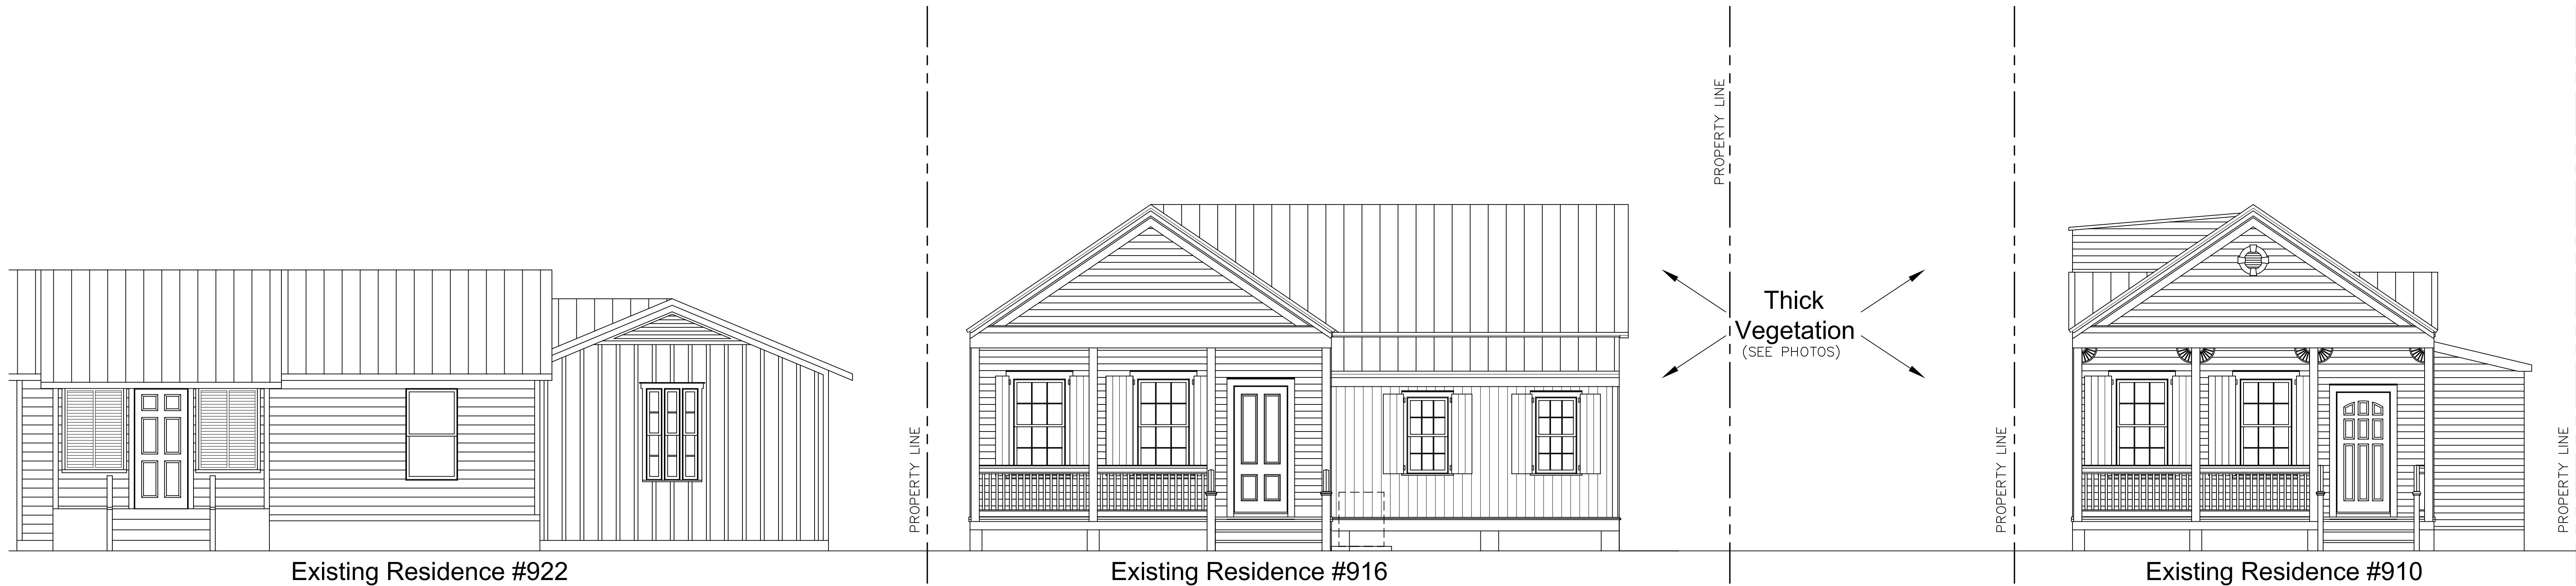 PROPERTY LINE
PROPERTY LINE
Thick
Vegetation
(SEE PHOTOS)
PROPERTY LINE
PROPERTY LINE
Existing Residence #922
Existing Residence #916
Existing Residence #910